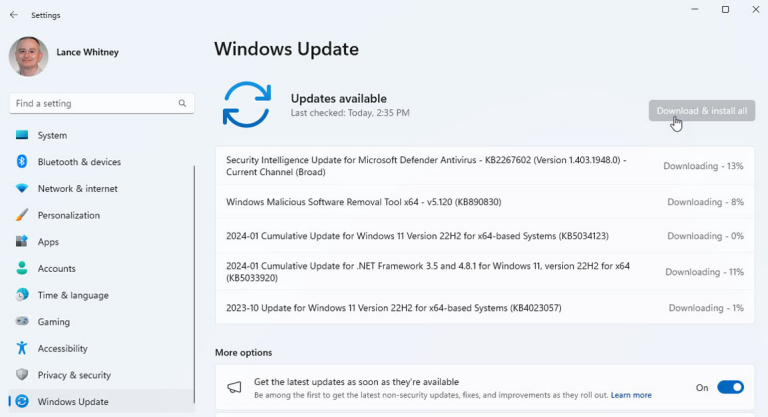 Settings
Lance Whitney
Find a setting
System
Bluetooth & devices
Network & internet
Personalization
Apps
Accounts
Time & language
Gaming
Accessibility
Privacy & security
Windows Update
Windows Update
Updates available
Last checked: Today, 2:35 PM
Download & install all
Security Intelligence Update for Microsoft Defender Antivirus - KB2267602 (Version 1.403.1948.0) -
Current Channel (Broad)
Downloading - 13%
Windows Malicious Software Removal Tool x64 - v5.120 (KB890830)
Downloading - 8%
2024-01 Cumulative Update for Windows 11 Version 22H2 for x64-based Systems (KB5034123)
Downloading - 0%
2024-01 Cumulative Update for .NET Framework 3.5 and 4.8.1 for Windows 11, version 22H2 for x64
(KB5033920)
Downloading - 11%
2023-10 Update for Windows 11 Version 22H2 for x64-based Systems (KB4023057)
Downloading - 1%
More options
Get the latest updates as soon as they're available
Be among the first to get the latest non-security updates, fixes, and improvements as they roll out. Learn more
On